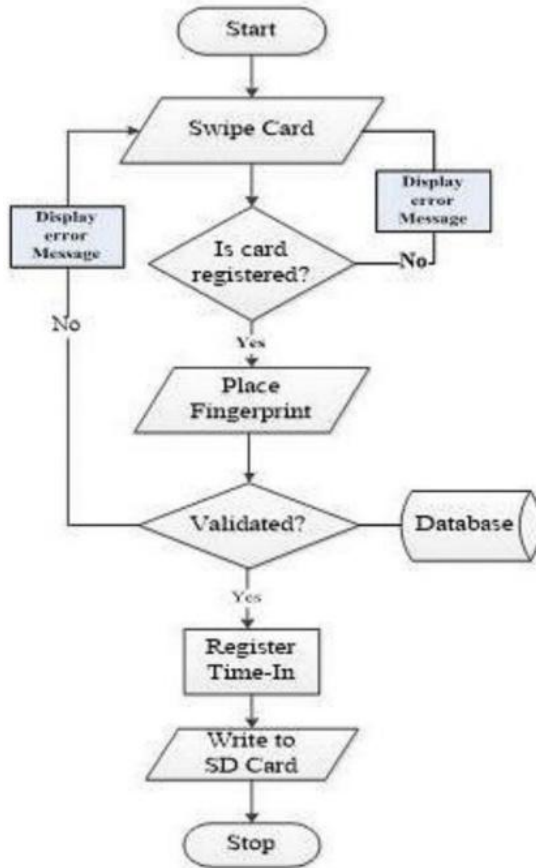 Start
Swipe Card
Display
error
Message
Display
error
Message
Is card
registered?
No
No
Yes
Place
Fingerprint
Validated?
Database
Yes
Register
Time-In
Write to
SD Card
Stop